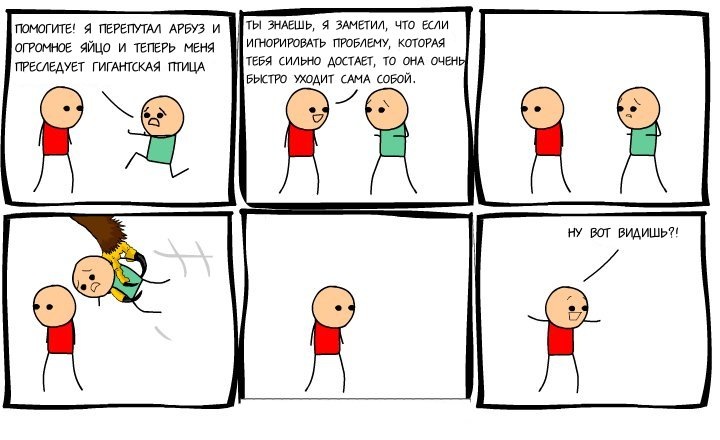 ПОМОГИТЕ! Я ПЕРЕПУТАЛ АРБУЗ И
ОГРОМНОЕ ЯЙЦО И ТЕПЕРЬ МЕНЯ
ПРЕСЛЕДУЕТ ГИГАНТСКАЯ ПТИЦА
ТЫ ЗНАЕШЬ, Я ЗАМЕТИЛ, ЧТО ЕСЛИ
ИГНОРИРОВАТЬ ПРОБЛЕМУ, КОТОРАЯ
ТЕБЯ СИЛЬНО ДОСТАЕТ, ТО ОНА ОЧЕНЬ
БЫСТРО УХОДИТ САМА СОБОЙ.
НУ ВОТ ВИДИШЬ?!